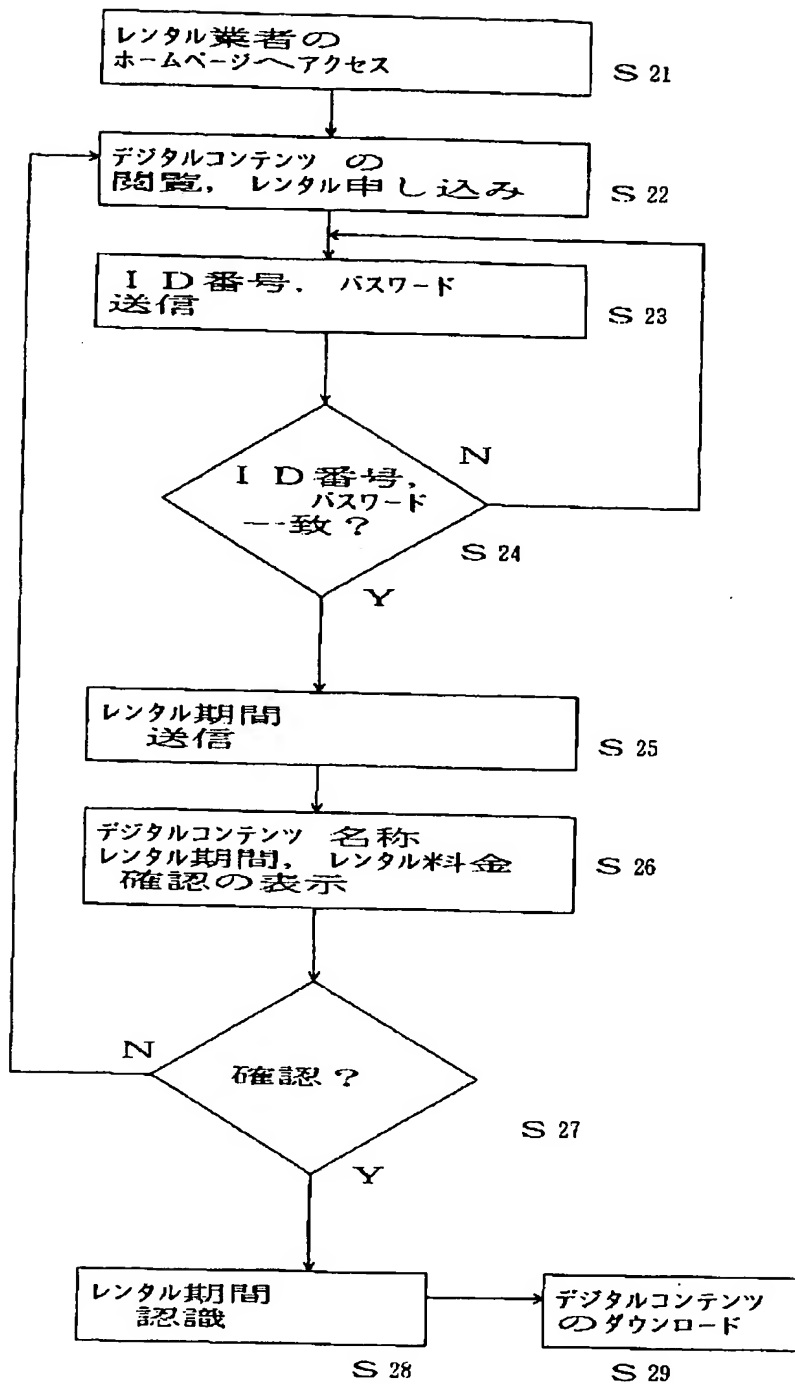 レンタル業者の
ホームページへアクセス
S 21
デジタルコンテンツ の
閲覧，レンタル申し込み
S 22
ＩＤ番号，パスワード
送信
S 23
ＩＤ番号，
パスワード
一致？
N
S 24
Y
レンタル期間
送信
S 25
デジタルコンテンツ 名称
レンタル期間，レンタル料金
確認の表示
S 26
N
確認？
S 27
Y
レンタル期間
認識
S 28
デジタルコンテンツ
のダウンロード
S 29